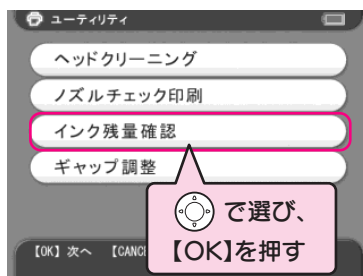 ユーティリティ
ヘッドクリーニング
ノズルチェック印刷
インク残量確認
ギャップ調整
で選び、
【OK】を押す
【OK】次へ 【CANC